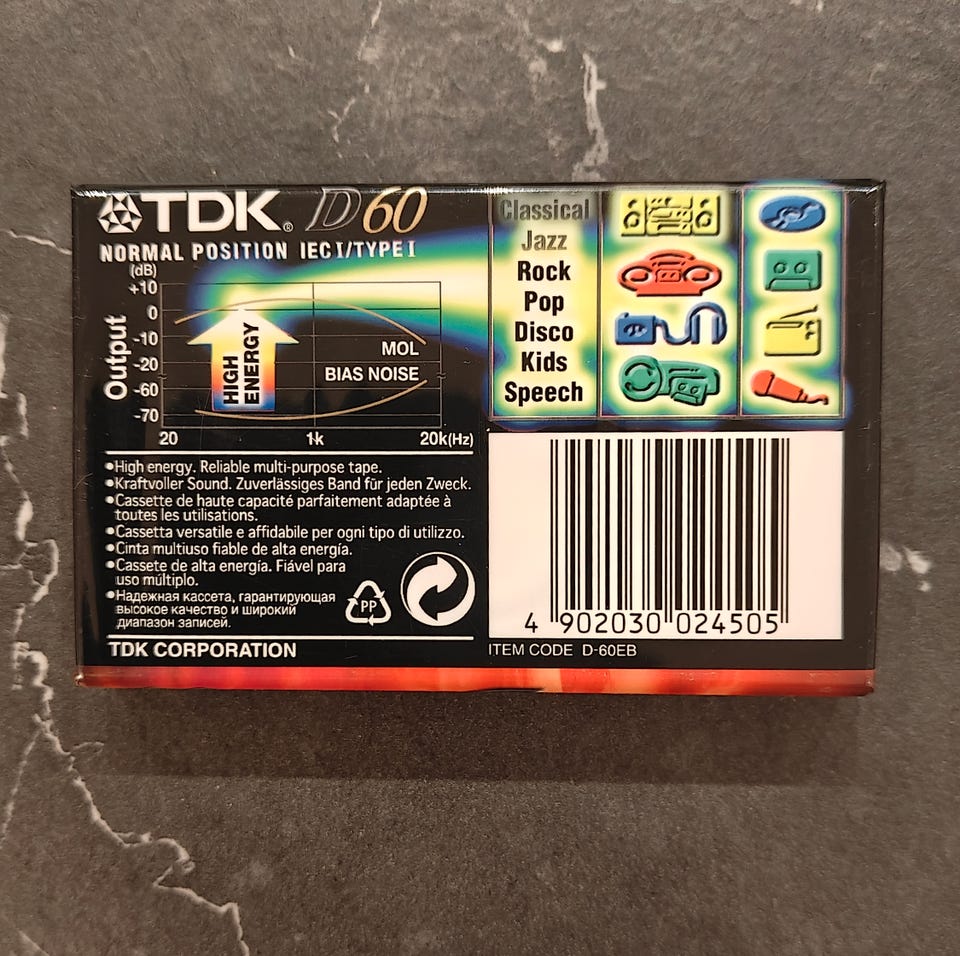 TDK® D60
NORMAL POSITION IEC I/TYPE I
(dB)
+10
0
-10
-20
-60
-70
Output
HIGH
ENERGY
MOL
BIAS NOISE
20 1k 20k(Hz)
Classical
Jazz
Rock
Pop
Disco
Kids
Speech
•High energy. Reliable multi-purpose tape.
•Kraftvoller Sound. Zuverlässiges Band für jeden Zweck.
•Cassette de haute capacité parfaitement adaptée à
toutes les utilisations.
•Cassetta versatile e affidabile per ogni tipo di utilizzo.
•Cinta multiuso fiable de alta energía.
•Cassete de alta energía. Fiável para
uso múltiplo.
•Надежная кассета, гарантирующая
высокое качество и широкий
диапазон записей.
PP
TDK CORPORATION
4 902030 024505
ITEM CODE D-60EB